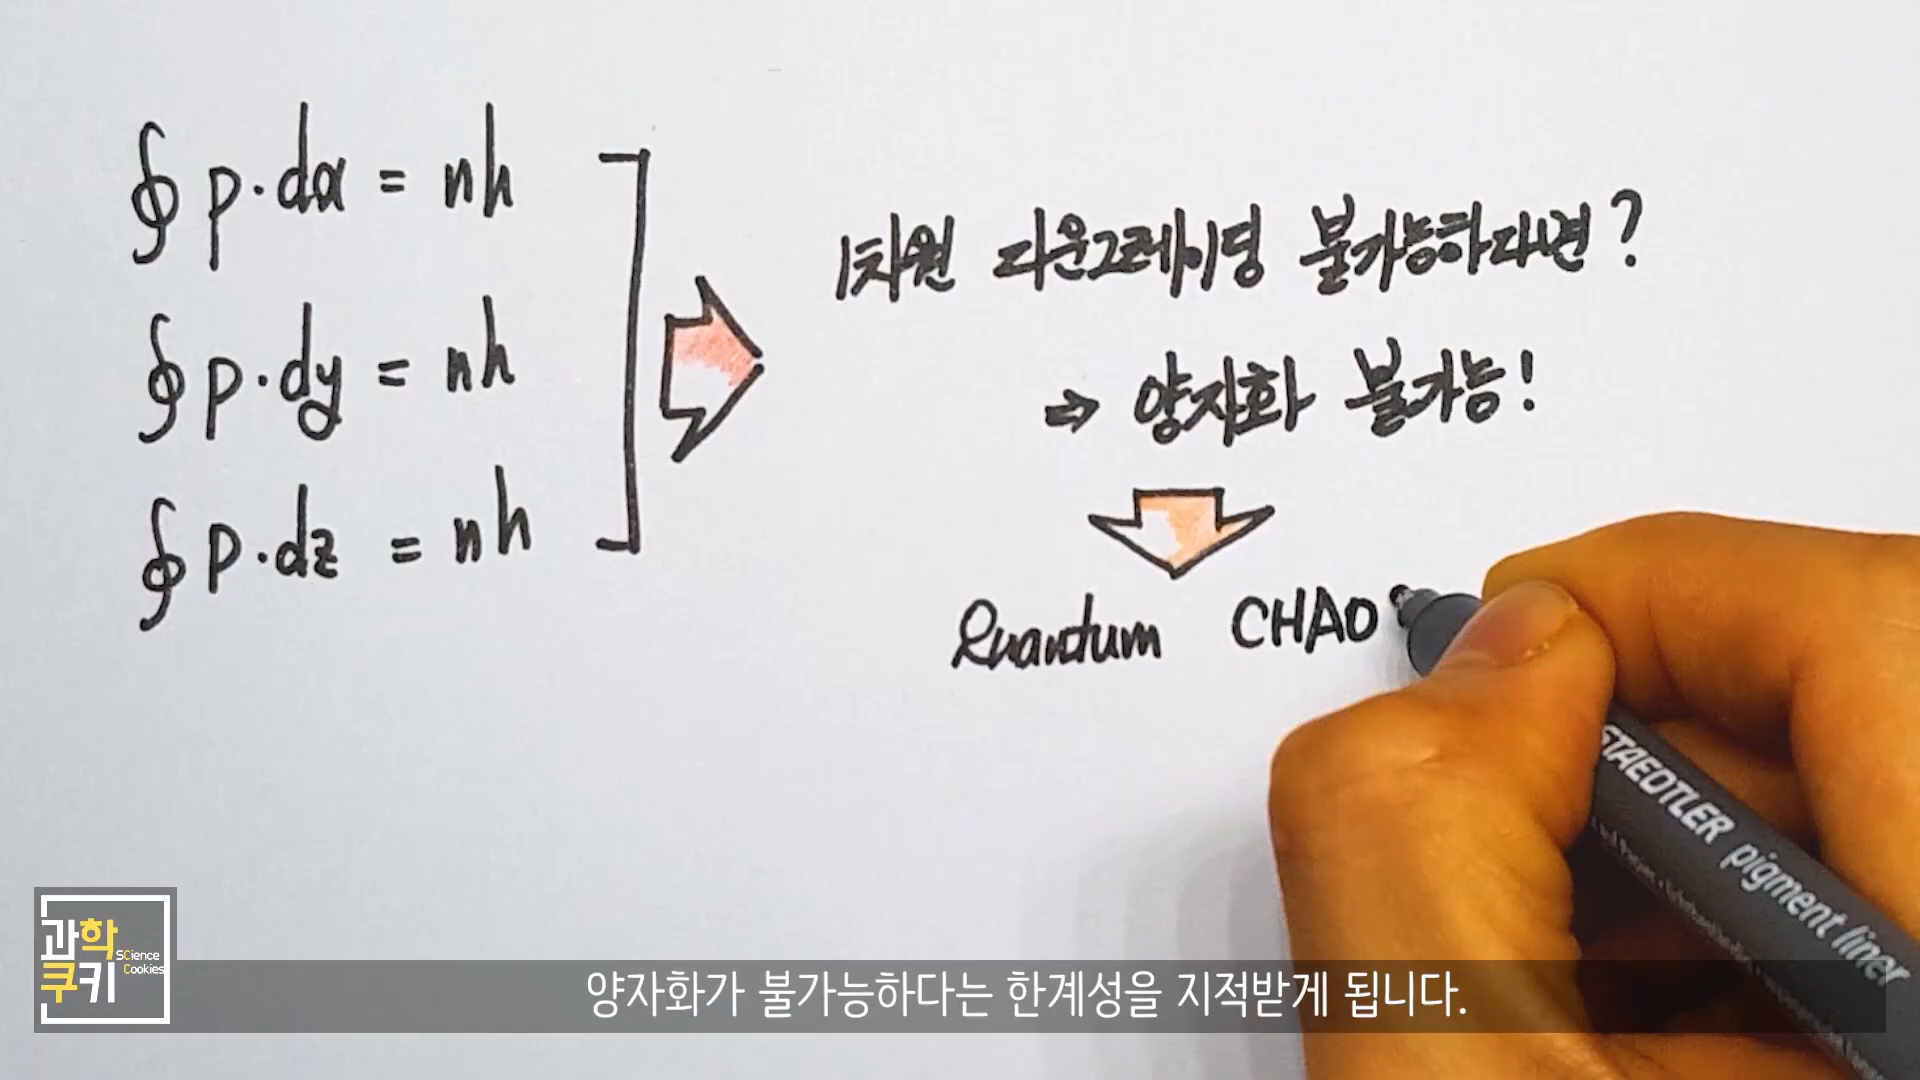 ∮ p·dx = nh
∮ p·dy = nh
∮ p·dz = nh
1차원 다운그레이딩 불가능하다면?
⇒ 양자화 불가능!
Quantum CHAO
STAEDTLER pigment liner
과학
쿠키
SCience
Cookies
양자화가 불가능하다는 한계성을 지적받게 됩니다.